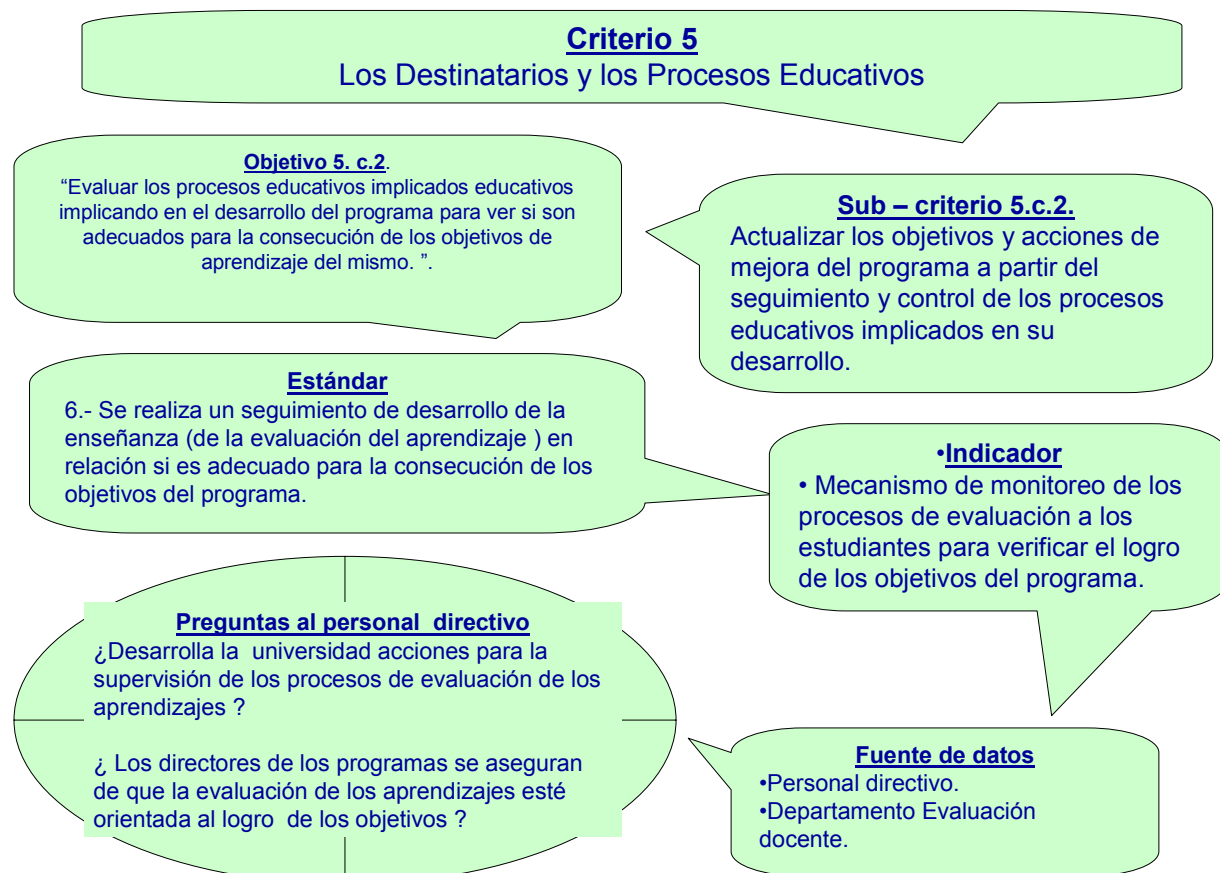 Criterio 5
Los Destinatarios y los Procesos Educativos
Objetivo 5. c.2.
“Evaluar los procesos educativos implicados educativos
implicando en el desarrollo del programa para ver si son
adecuados para la consecución de los objetivos de
aprendizaje del mismo. ”.
Sub – criterio 5.c.2.
Actualizar los objetivos y acciones de
mejora del programa a partir del
seguimiento y control de los procesos
educativos implicados en su
desarrollo.
Estándar
6.- Se realiza un seguimiento de desarrollo de la
enseñanza (de la evaluación del aprendizaje ) en
relación si es adecuado para la consecución de los
objetivos del programa.
•Indicador
• Mecanismo de monitoreo de los
procesos de evaluación a los
estudiantes para verificar el logro
de los objetivos del programa.
Preguntas al personal directivo
¿Desarrolla la universidad acciones para la
supervisión de los procesos de evaluación de los
aprendizajes ?
¿ Los directores de los programas se aseguran
de que la evaluación de los aprendizajes esté
orientada al logro de los objetivos ?
Fuente de datos
•Personal directivo.
•Departamento Evaluación
docente.